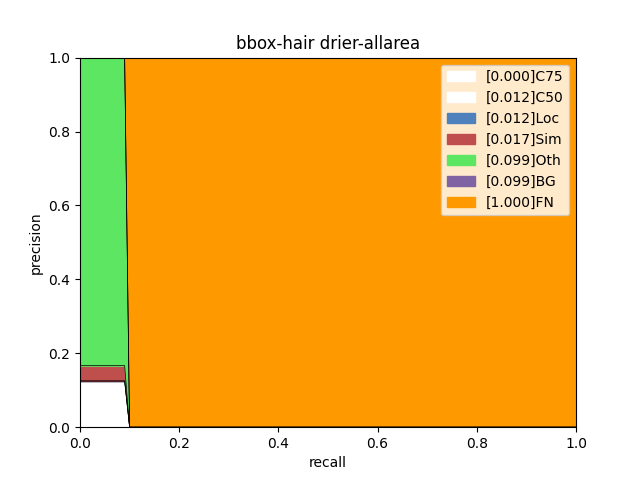 bbox-hair drier-allarea
1.0
0.8
0.6
0.4
0.2
0.0
precision
[0.000]C75
[0.012]C50
[0.012]Loc
[0.017]Sim
[0.099]Oth
[0.099]BG
[1.000]FN
0.0 0.2 0.4 0.6 0.8 1.0
recall